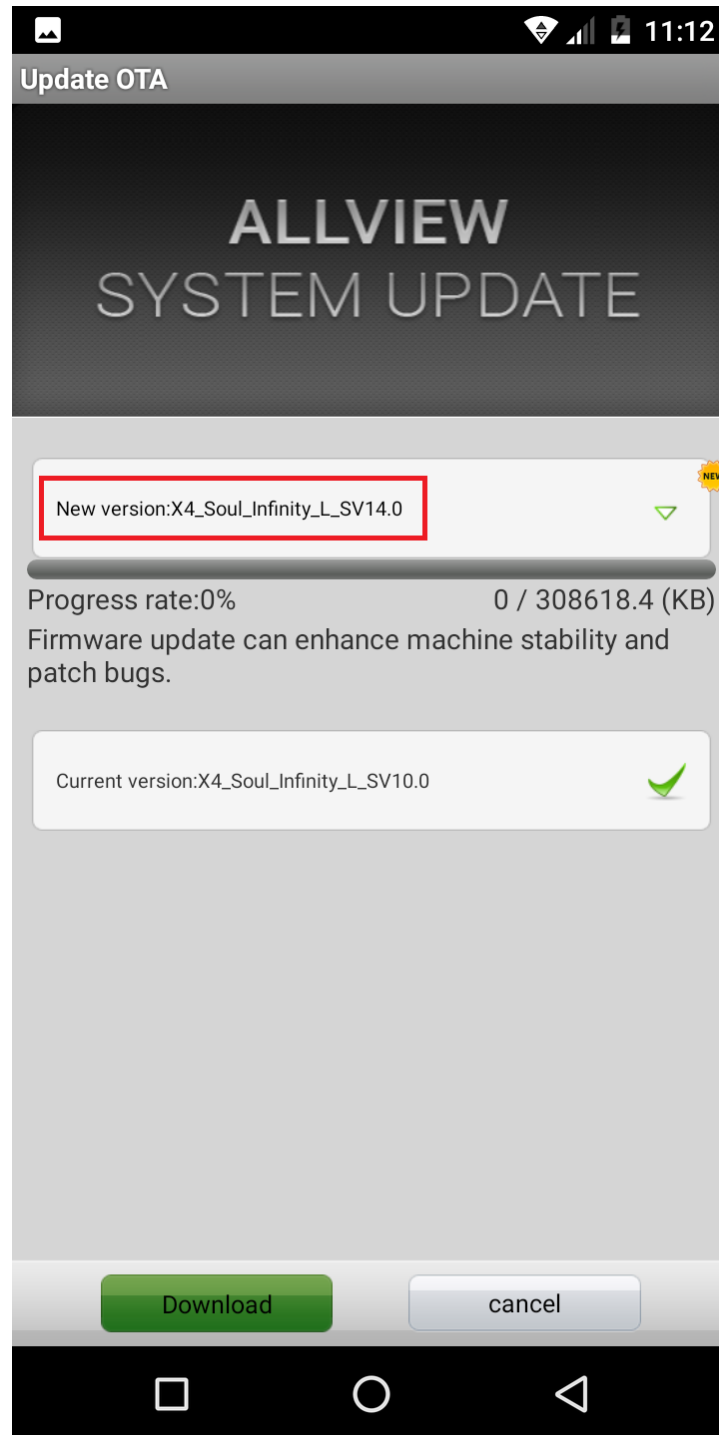 11:12
Update OTA
ALLVIEW
SYSTEM UPDATE
NEW
New version:X4_Soul_Infinity_L_SV14.0
Progress rate:0% 0 / 308618.4 (KB)
Firmware update can enhance machine stability and
patch bugs.
Current version:X4_Soul_Infinity_L_SV10.0
Download cancel